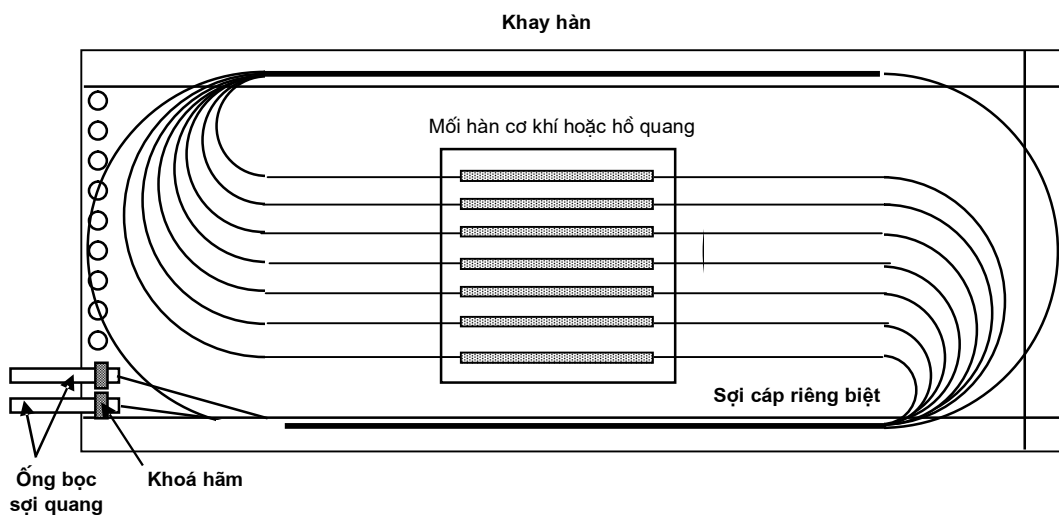 Khay hàn
Mối hàn cơ khí hoặc hồ quang
Sợi cáp riêng biệt
Ống bọc
sợi quang
Khoá hãm